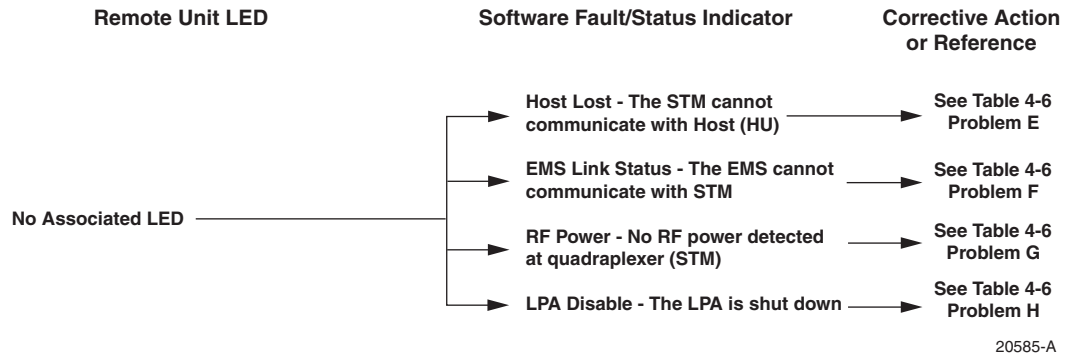 Remote Unit LED
Software Fault/Status Indicator
Corrective Action
or Reference
Host Lost - The STM cannot
communicate with Host (HU)
See Table 4-6
Problem E
EMS Link Status - The EMS cannot
communicate with STM
See Table 4-6
Problem F
No Associated LED
RF Power - No RF power detected
at quadraplexer (STM)
See Table 4-6
Problem G
LPA Disable - The LPA is shut down
See Table 4-6
Problem H
20585-A